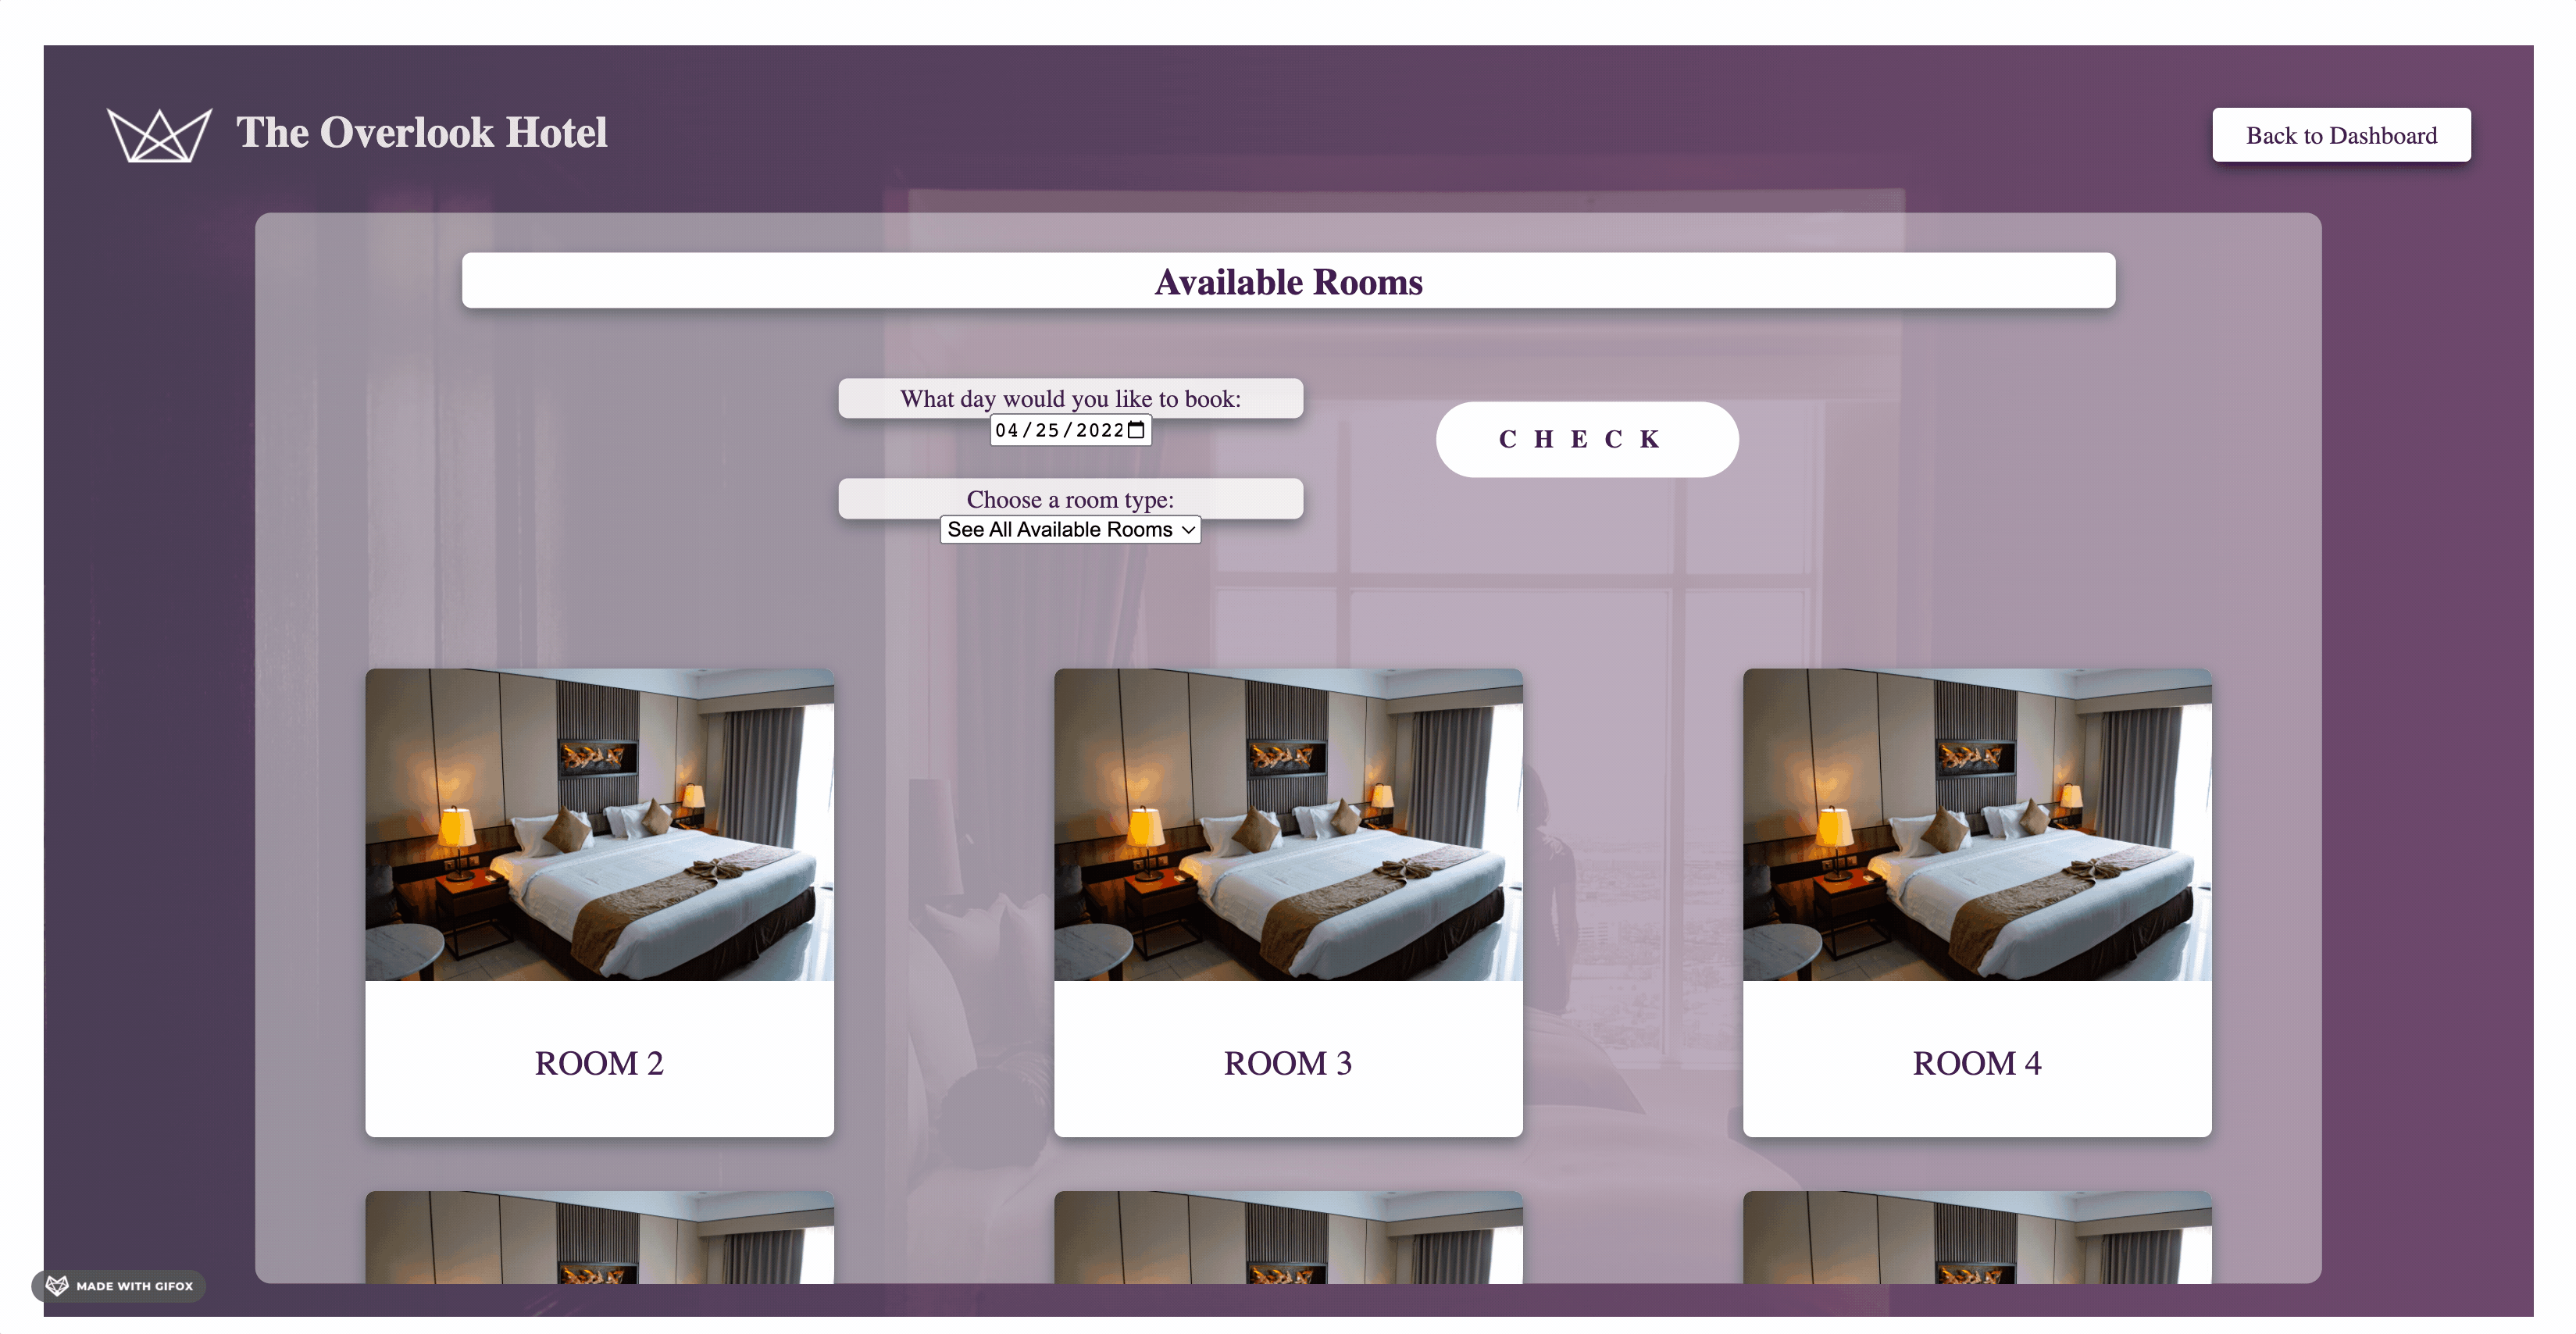 The Overlook Hotel
Back to Dashboard
Available Rooms
What day would you like to book:
04/25/2022
CHECK
Choose a room type:
See All Available Rooms
ROOM 2
ROOM 3
ROOM 4
MADE WITH GIFOX